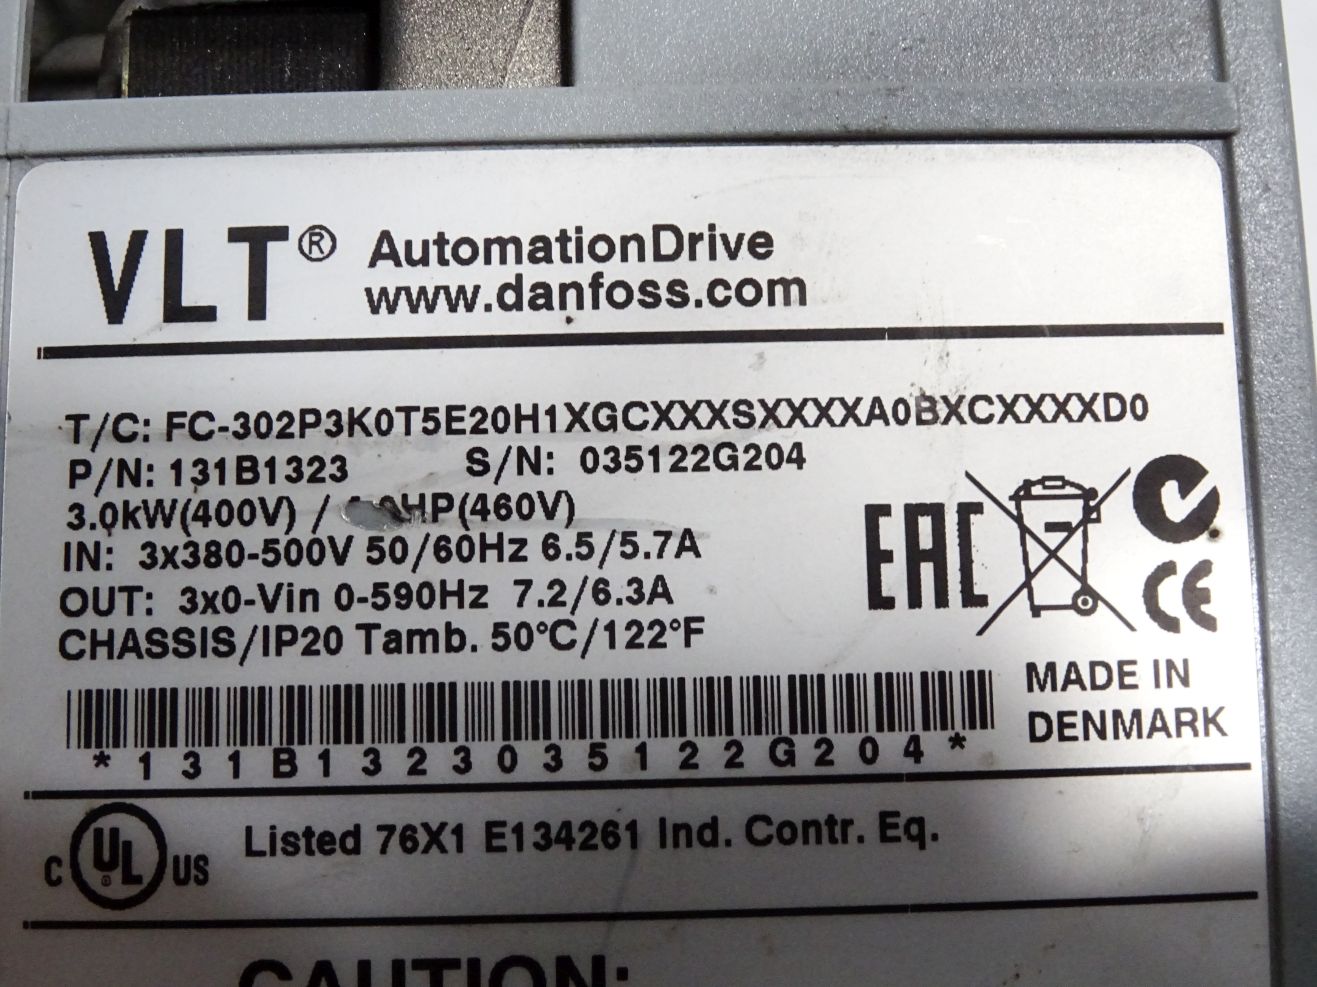 VLT® AutomationDrive
www.danfoss.com
T/C: FC-302P3K0T5E20H1XGCXXXSXXXXA0BXCXXXXD0
P/N: 131B1323 S/N: 035122G204
3.0kW(400V) / (460V)
IN: 3x380-500V 50/60Hz 6.5/5.7A
OUT: 3x0-Vin 0-590Hz 7.2/6.3A
CHASSIS/IP20 Tamb. 50°C/122°F
EAC
CE
MADE IN
DENMARK
*131B1323035122G204*
C UL US Listed 76X1 E134261 Ind. Contr. Eq.
CAUTION: